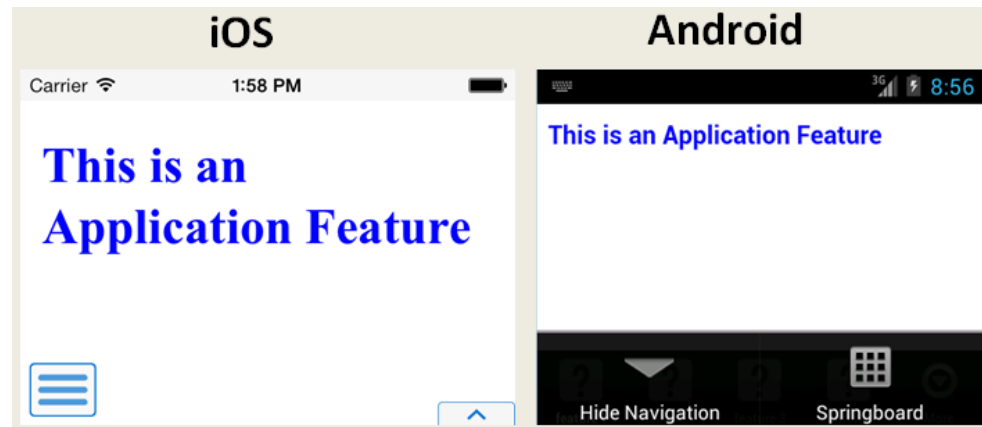 iOS
Android
Carrier
1:58 PM
3G
8:56
This is an
Application Feature
This is an Application Feature
Hide Navigation
Springboard